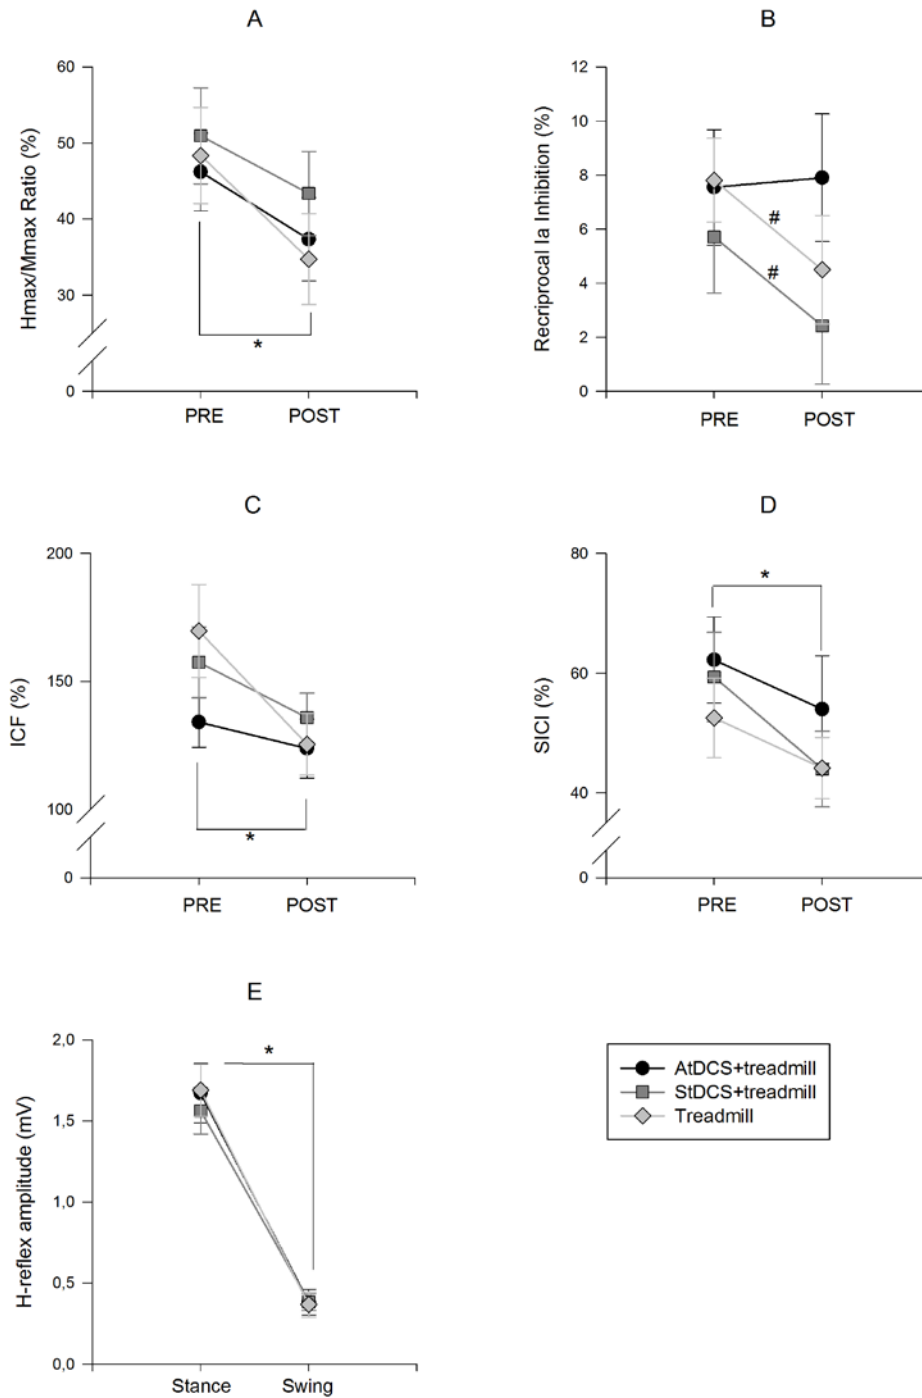 A
Hmax/Mmax Ratio (%)
60
50
40
30
0
PRE
POST
*
B
Recriprocal Ia Inhibition (%)
12
10
8
6
4
2
0
#
#
PRE
POST
C
ICF (%)
200
150
100
0
*
PRE
POST
D
SICI (%)
80
60
40
0
*
PRE
POST
E
H-reflex amplitude (mV)
2,0
1,5
1,0
0,5
0,0
*
Stance
Swing
AtDCS+treadmill
StDCS+treadmill
Treadmill